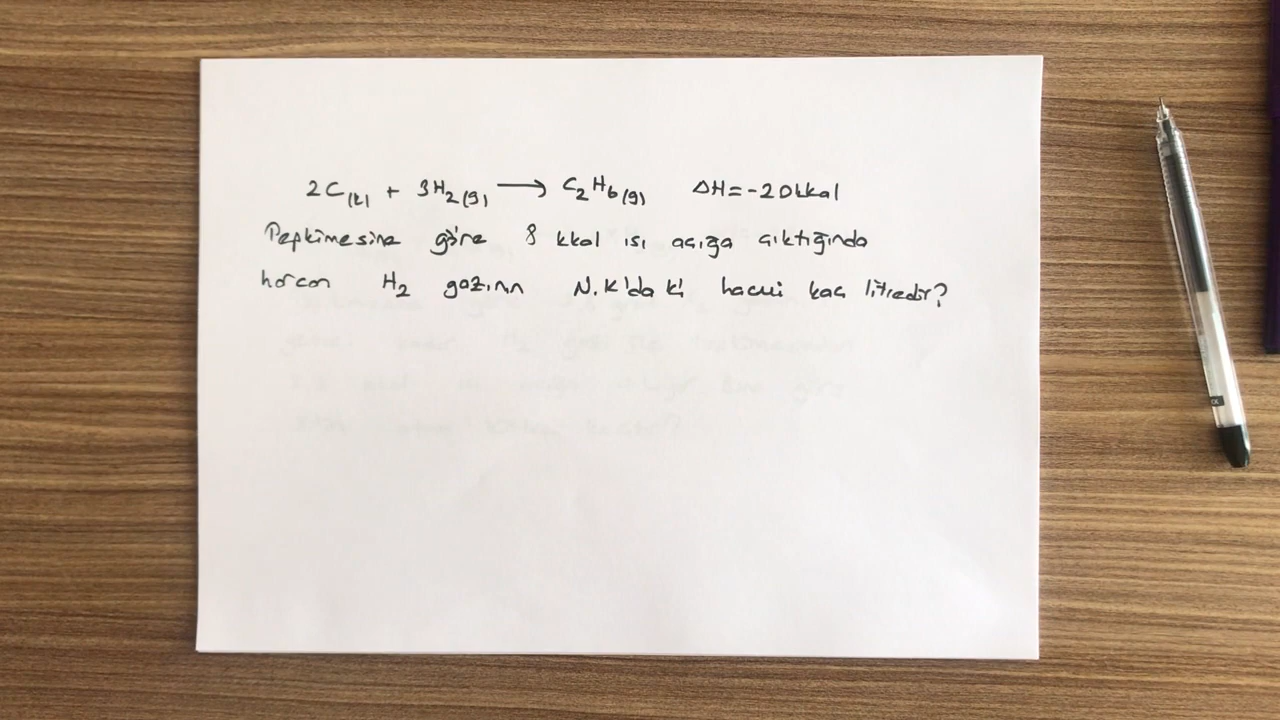 2C(k) + 3H₂(g) ⟶ C₂H₆(g) ΔH=-20kkal
Tepkimesine göre 8 kkal ısı açığa çıktığında
harcanan H₂ gazının N.K'daki hacmi kaç litredir?